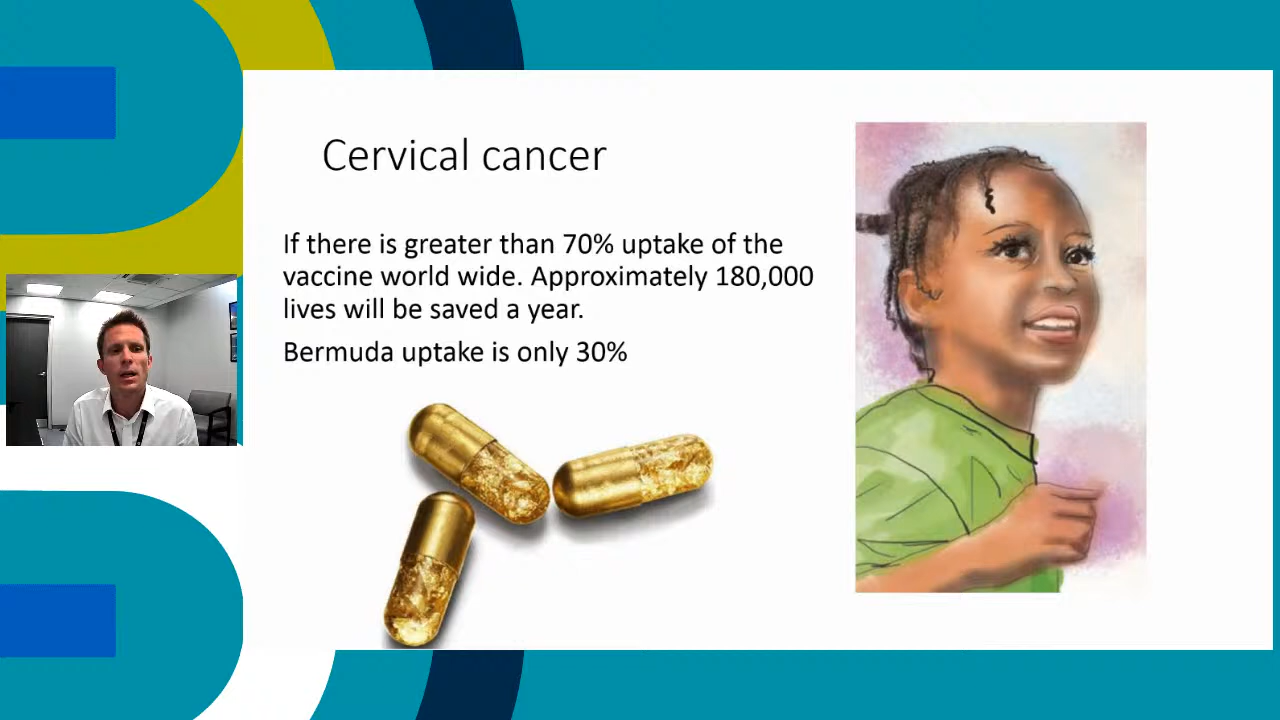 Cervical cancer
If there is greater than 70% uptake of the
vaccine world wide. Approximately 180,000
lives will be saved a year.
Bermuda uptake is only 30%